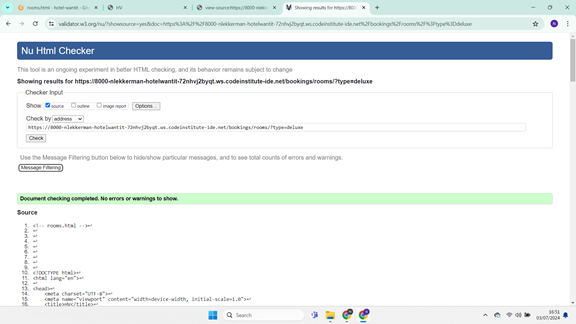 rooms.html - hotel-wantit - Gi
HV
view-source:https://8000-nlekk
Showing results for https://80
validator.w3.org/nu/?showsource=yes&doc=https%3A%2F%2F8000-nlekkerman-hotelwantit-72nhvj2byqt.ws.codeinstitute-ide.net%2Fbookings%2Frooms%2F%3Ftype%3Ddeluxe
Nu Html Checker
This tool is an ongoing experiment in better HTML checking, and its behavior remains subject to change
Showing results for https://8000-nlekkerman-hotelwantit-72nhvj2byqt.ws.codeinstitute-ide.net/bookings/rooms/?type=deluxe
Checker Input
Show source outline image report Options...
Check by address
https://8000-nlekkerman-hotelwantit-72nhvj2byqt.ws.codeinstitute-ide.net/bookings/rooms/?type=deluxe
Check
Use the Message Filtering button below to hide/show particular messages, and to see total counts of errors and warnings.
Message Filtering
Document checking completed. No errors or warnings to show.
Source
1. <!-- rooms.html -->↩
2. ↩
3. ↩
4. ↩
5. ↩
6. ↩
7. ↩
8. ↩
9. ↩
10. <!DOCTYPE html>↩
11. <html lang="en">↩
12. ↩
13. <head>↩
14. <meta charset="UTF-8">↩
15. <meta name="viewport" content="width=device-width, initial-scale=1.0">↩
16. <title>HV</title>↩
Search
16:51
03/07/2024